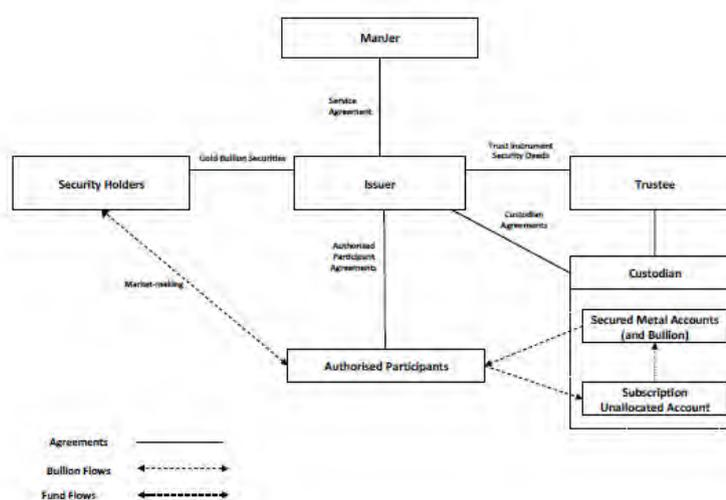 ManJer
Service
Agreement
Gold Bullion Securities
Trust Instrument
Security Deeds
Security Holders
Issuer
Trustee
Custodian
Agreements
Authorised
Participant
Agreements
Custodian
Market-making
Secured Metal Accounts
(and Bullion)
Authorised Participants
Subscription
Unallocated Account
Agreements
Bullion Flows
Fund Flows